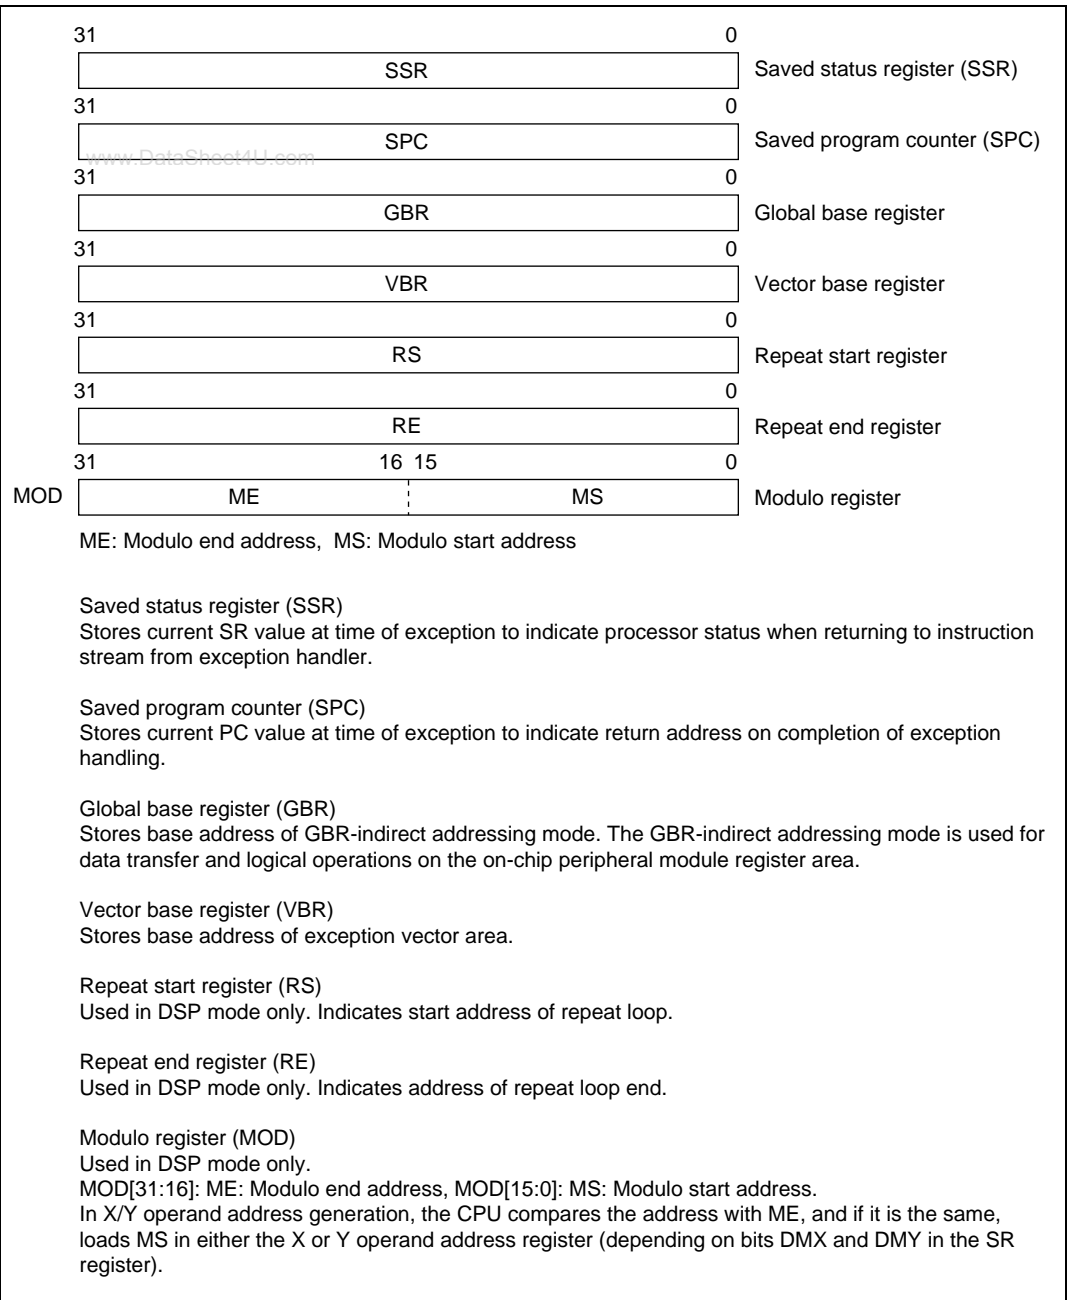 31 0
SSR Saved status register (SSR)
31 0
SPC Saved program counter (SPC)
www.DataSheet4U.com
31 0
GBR Global base register
31 0
VBR Vector base register
31 0
RS Repeat start register
31 0
RE Repeat end register
31 16 15 0
MOD ME MS Modulo register
ME: Modulo end address, MS: Modulo start address
Saved status register (SSR)
Stores current SR value at time of exception to indicate processor status when returning to instruction
stream from exception handler.
Saved program counter (SPC)
Stores current PC value at time of exception to indicate return address on completion of exception
handling.
Global base register (GBR)
Stores base address of GBR-indirect addressing mode. The GBR-indirect addressing mode is used for
data transfer and logical operations on the on-chip peripheral module register area.
Vector base register (VBR)
Stores base address of exception vector area.
Repeat start register (RS)
Used in DSP mode only. Indicates start address of repeat loop.
Repeat end register (RE)
Used in DSP mode only. Indicates address of repeat loop end.
Modulo register (MOD)
Used in DSP mode only.
MOD[31:16]: ME: Modulo end address, MOD[15:0]: MS: Modulo start address.
In X/Y operand address generation, the CPU compares the address with ME, and if it is the same,
loads MS in either the X or Y operand address register (depending on bits DMX and DMY in the SR
register).